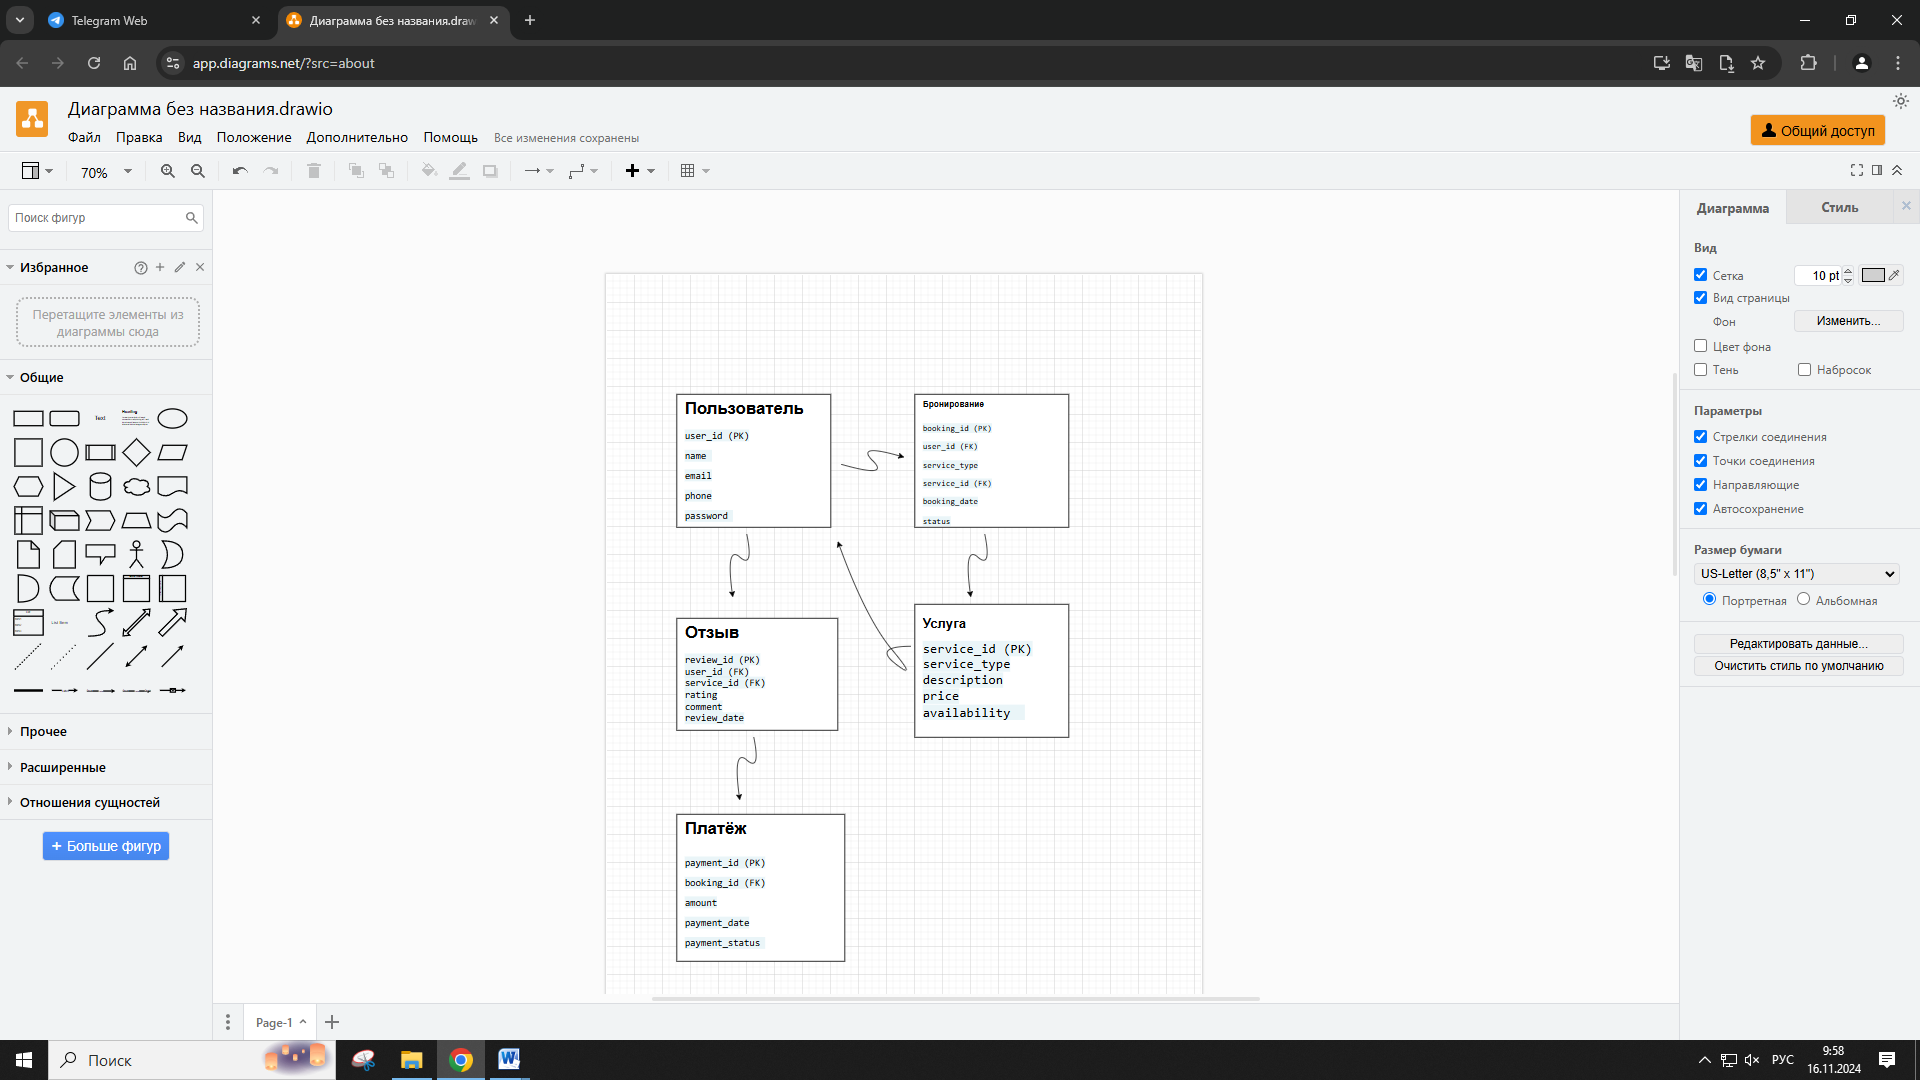 Telegram Web
Диаграмма без названия.draw
app.diagrams.net/?src=about
Диаграмма без названия.drawio
Файл Правка Вид Положение Дополнительно Помощь Все изменения сохранены
Общий доступ
70%
Поиск фигур
Избранное
Перетащите элементы из
диаграммы сюда
Общие
Text
Heading
List Item
Прочее
Расширенные
Отношения сущностей
+ Больше фигур
Пользователь
user_id (PK)
name
email
phone
password
Бронирование
booking_id (PK)
user_id (FK)
service_type
service_id (FK)
booking_date
status
Отзыв
review_id (PK)
user_id (FK)
service_id (FK)
rating
comment
review_date
Услуга
service_id (PK)
service_type
description
price
availability
Платёж
payment_id (PK)
booking_id (FK)
amount
payment_date
payment_status
Диаграмма Стиль
Вид
Сетка 10 pt
Вид страницы
Фон Изменить...
Цвет фона
Тень Набросок
Параметры
Стрелки соединения
Точки соединения
Направляющие
Автосохранение
Размер бумаги
US-Letter (8,5" x 11")
Портретная Альбомная
Редактировать данные...
Очистить стиль по умолчанию
Page-1
Поиск
РУС
9:58
16.11.2024